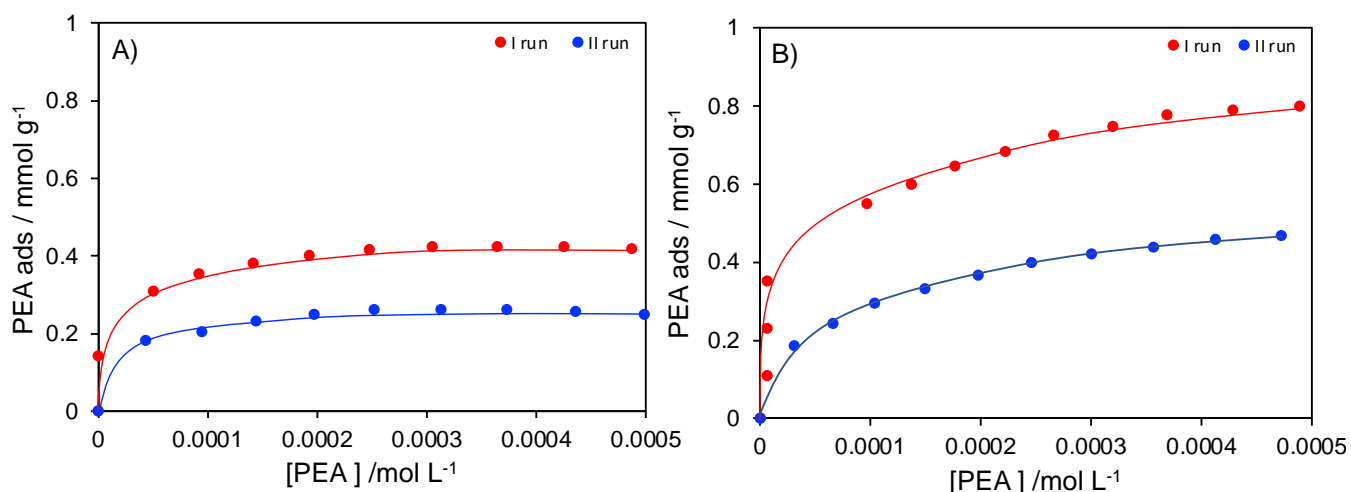 A)
I run II run
PEA ads / mmol g-1
1
0.8
0.6
0.4
0.2
0
0 0.0001 0.0002 0.0003 0.0004 0.0005
[PEA ] /mol L-1
B)
I run II run
PEA ads / mmol g-1
1
0.8
0.6
0.4
0.2
0
0 0.0001 0.0002 0.0003 0.0004 0.0005
[PEA ] /mol L-1